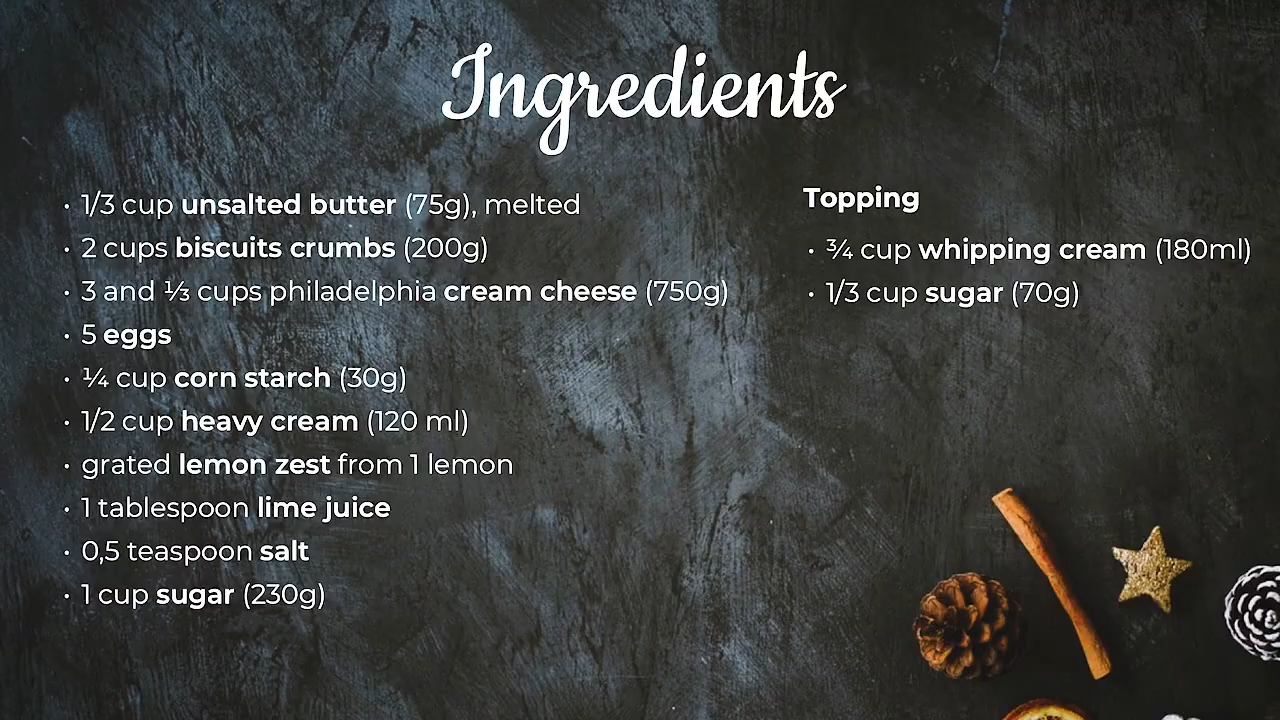 Ingredients
• 1/3 cup unsalted butter (75g), melted
• 2 cups biscuits crumbs (200g)
• 3 and ⅓ cups philadelphia cream cheese (750g)
• 5 eggs
• ¼ cup corn starch (30g)
• 1/2 cup heavy cream (120 ml)
• grated lemon zest from 1 lemon
• 1 tablespoon lime juice
• 0,5 teaspoon salt
• 1 cup sugar (230g)
Topping
• ¾ cup whipping cream (180ml)
• 1/3 cup sugar (70g)